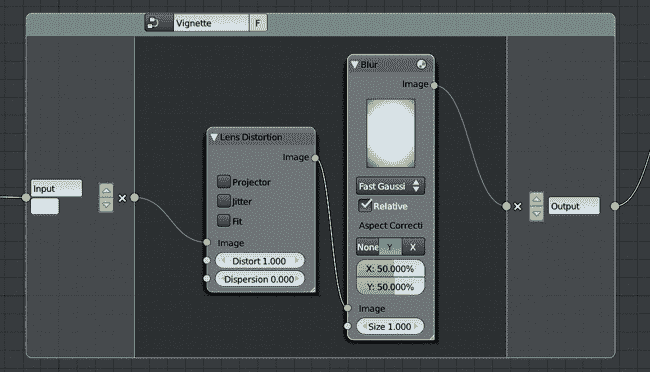 Vignette F
Input
Lens Distortion
Image
Projector
Jitter
Fit
Image
Distort 1.000
Dispersion 0.000
Blur
Image
Fast Gaussi
Relative
Aspect Correcti
None Y X
X: 50.000%
Y: 50.000%
Image
Size 1.000
Output